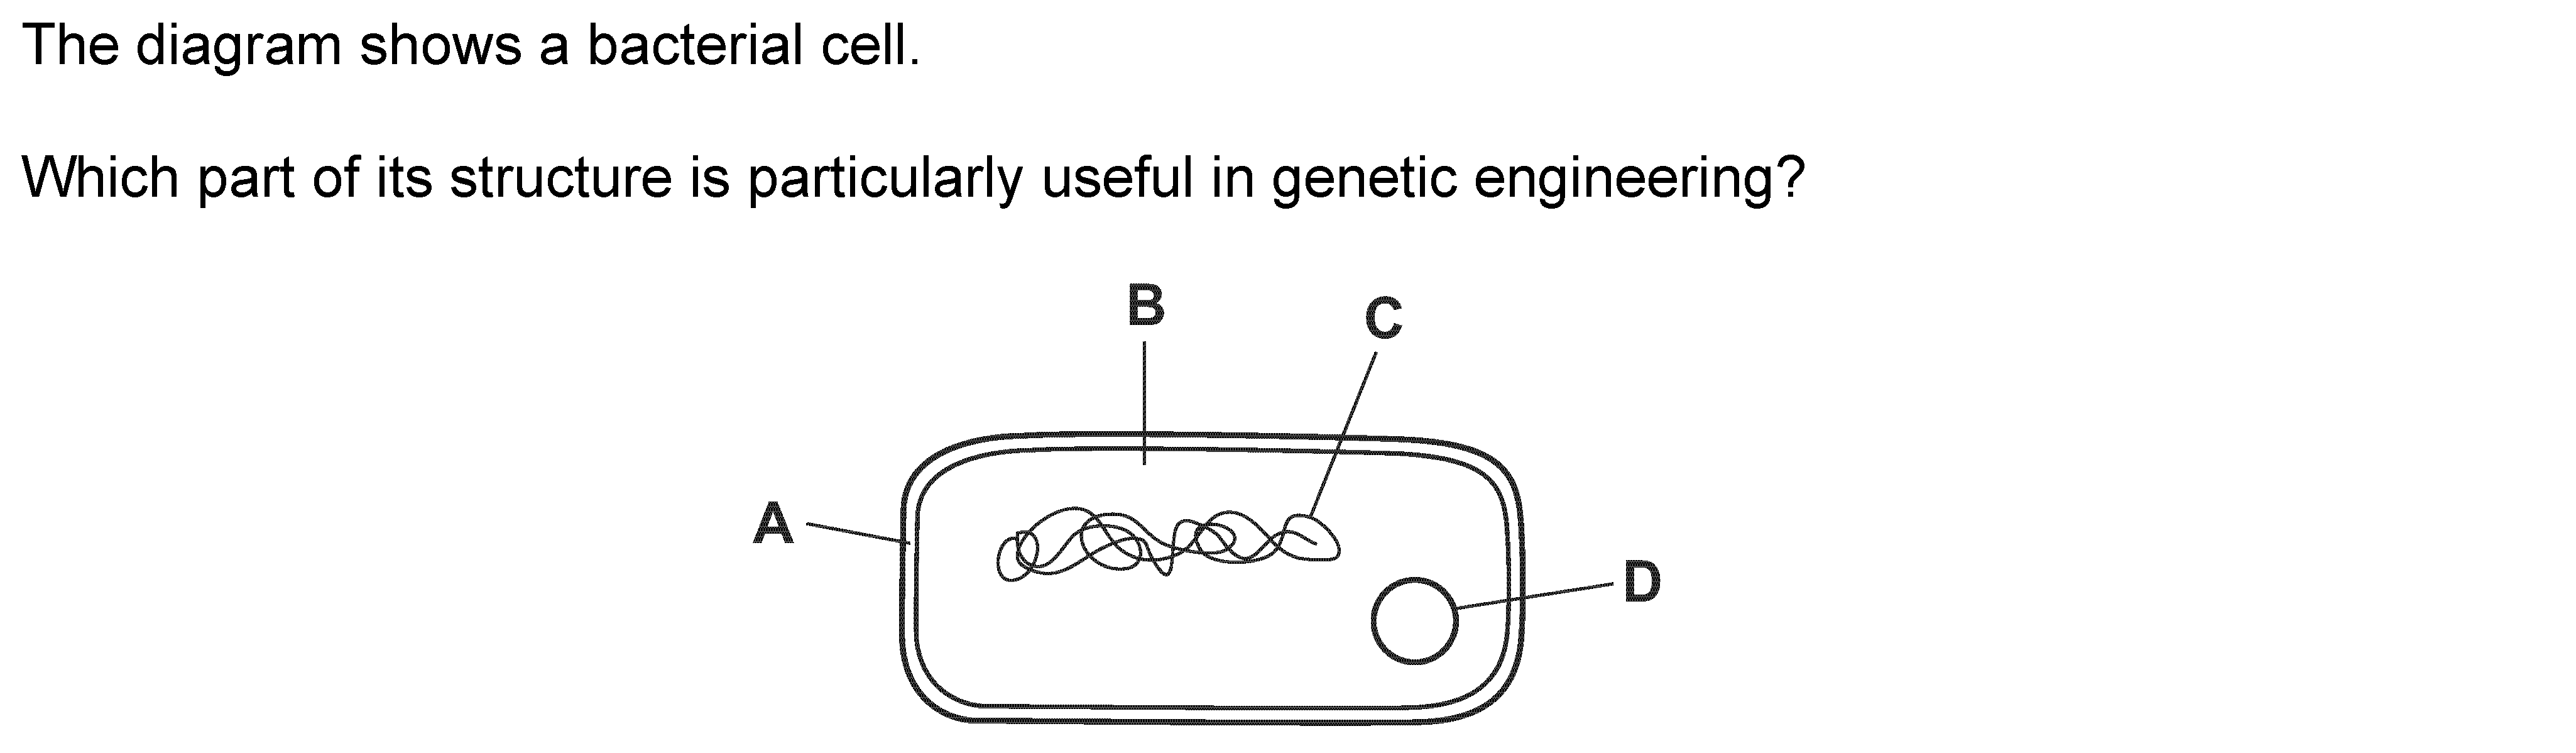 The diagram shows a bacterial cell.
Which part of its structure is particularly useful in genetic engineering?
B
C
A
D